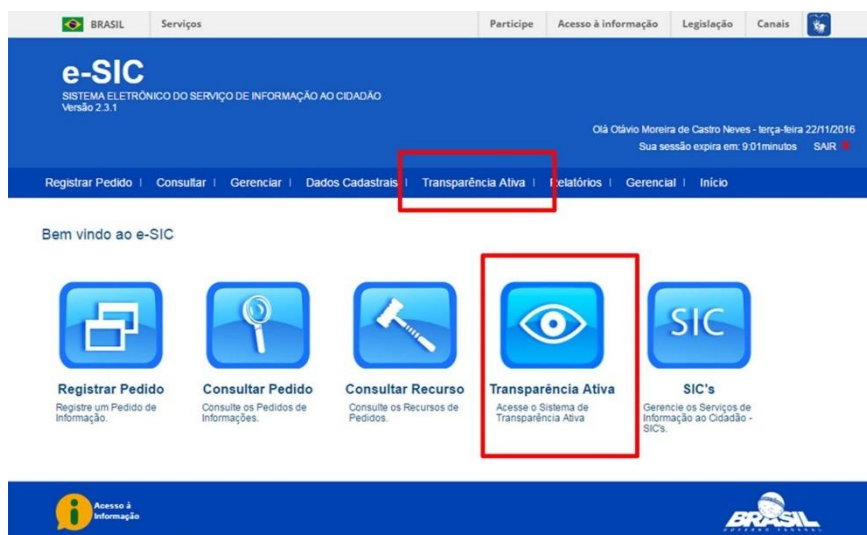 BRASIL Serviços Participe Acesso à informação Legislação Canais
e-SIC
SISTEMA ELETRÔNICO DO SERVIÇO DE INFORMAÇÃO AO CIDADÃO
Versão 2.3.1
Olá Otávio Moreira de Castro Neves - terça-feira 22/11/2016
Sua sessão expira em: 9:01minutos SAIR
Registrar Pedido | Consultar | Gerenciar | Dados Cadastrais | Transparência Ativa | Relatórios | Gerencial | Início
Bem vindo ao e-SIC
SIC
Registrar Pedido
Registre um Pedido de
Informação.
Consultar Pedido
Consulte os Pedidos de
Informações.
Consultar Recurso
Consulte os Recursos de
Pedidos.
Transparência Ativa
Acesse o Sistema de
Transparência Ativa
SIC's
Gerencie os Serviços de
Informação ao Cidadão -
SIC's.
Acesso à
Informação
BRASIL
GOVERNO FEDERAL